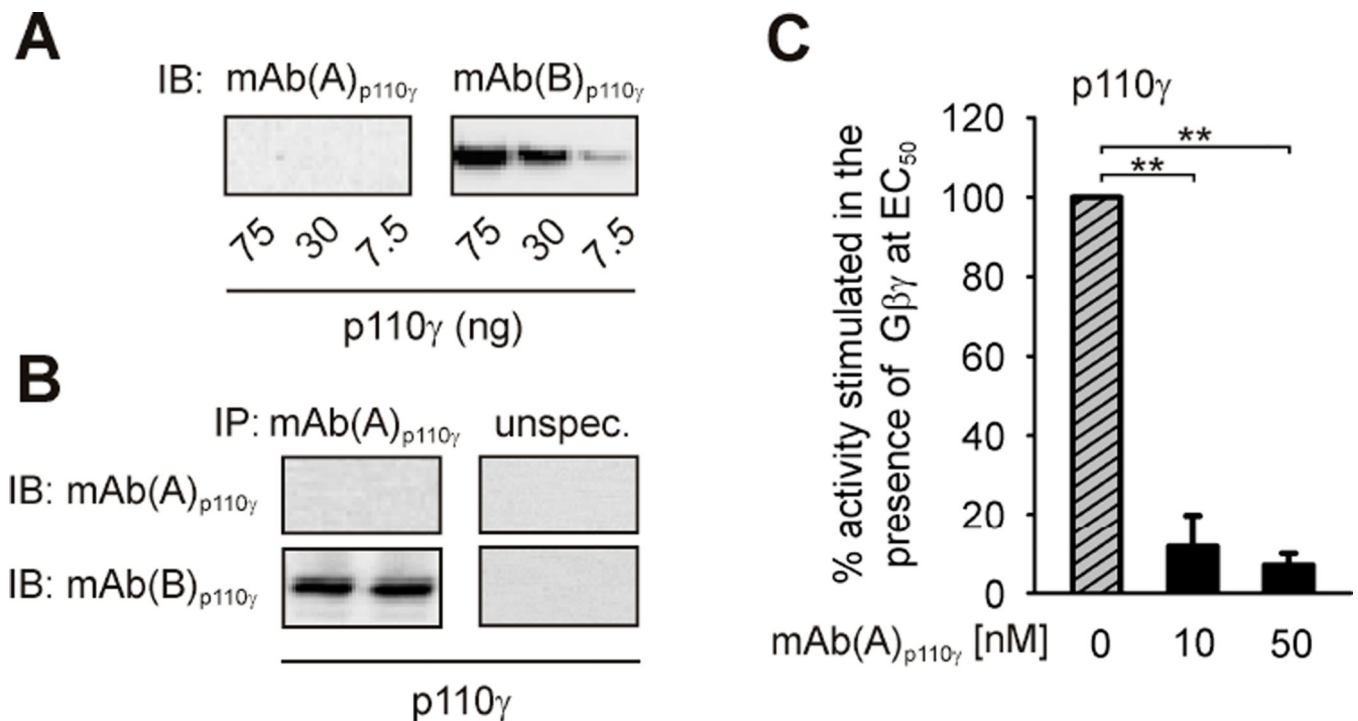 A
IB: mAb(A)p110γ mAb(B)p110γ
75 30 7.5 75 30 7.5
p110γ (ng)
B
IP: mAb(A)p110γ unspec.
IB: mAb(A)p110γ
IB: mAb(B)p110γ
p110γ
C
p110γ
% activity stimulated in the
presence of Gβγ at EC50
120
100
80
60
40
20
0
**
**
mAb(A)p110γ [nM] 0 10 50